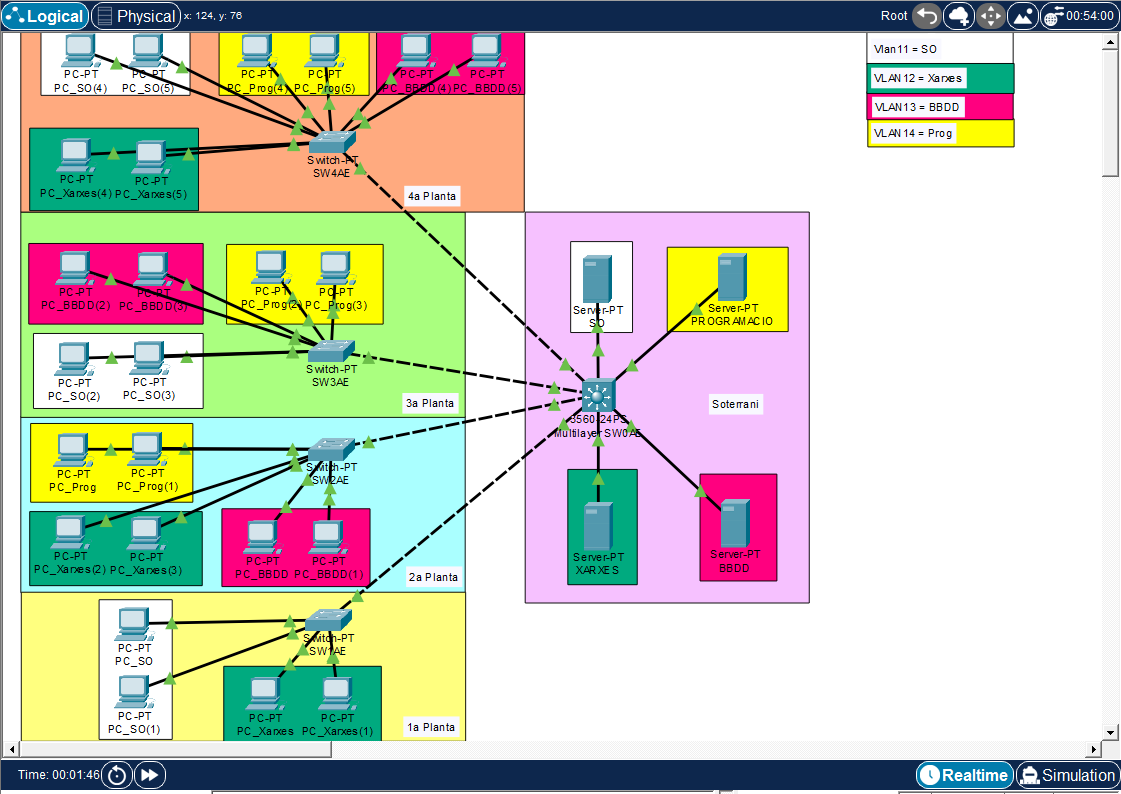 Logical
Physical
x: 124, y: 76
Root
00:54:00
PC-PT
PC_SO(4)
PC-PT
PC_SO(5)
PC-PT
PC_Prog(4)
PC-PT
PC_Prog(5)
PC-PT
PC_BBDD(4)
PC-PT
PC_BBDD(5)
Vlan11 = SO
VLAN12 = Xarxes
VLAN13 = BBDD
VLAN14 = Prog
Switch-PT
SW4AE
PC-PT
PC_Xarxes(4)
PC-PT
PC_Xarxes(5)
4a Planta
PC-PT
PC_BBDD(2)
PC-PT
PC_BBDD(3)
PC-PT
PC_Prog(2)
PC-PT
PC_Prog(3)
Switch-PT
SW3AE
PC-PT
PC_SO(2)
PC-PT
PC_SO(3)
3a Planta
Server-PT
SO
Server-PT
PROGRAMACIO
3560-24PS
Multilayer SW0AE
Soterrani
PC-PT
PC_Prog
PC-PT
PC_Prog(1)
Switch-PT
SW2AE
PC-PT
PC_Xarxes(2)
PC-PT
PC_Xarxes(3)
PC-PT
PC_BBDD
PC-PT
PC_BBDD(1)
2a Planta
Server-PT
XARXES
Server-PT
BBDD
Switch-PT
SW1AE
PC-PT
PC_SO
PC-PT
PC_SO(1)
PC-PT
PC_Xarxes
PC-PT
PC_Xarxes(1)
1a Planta
Time: 00:01:46
Realtime
Simulation